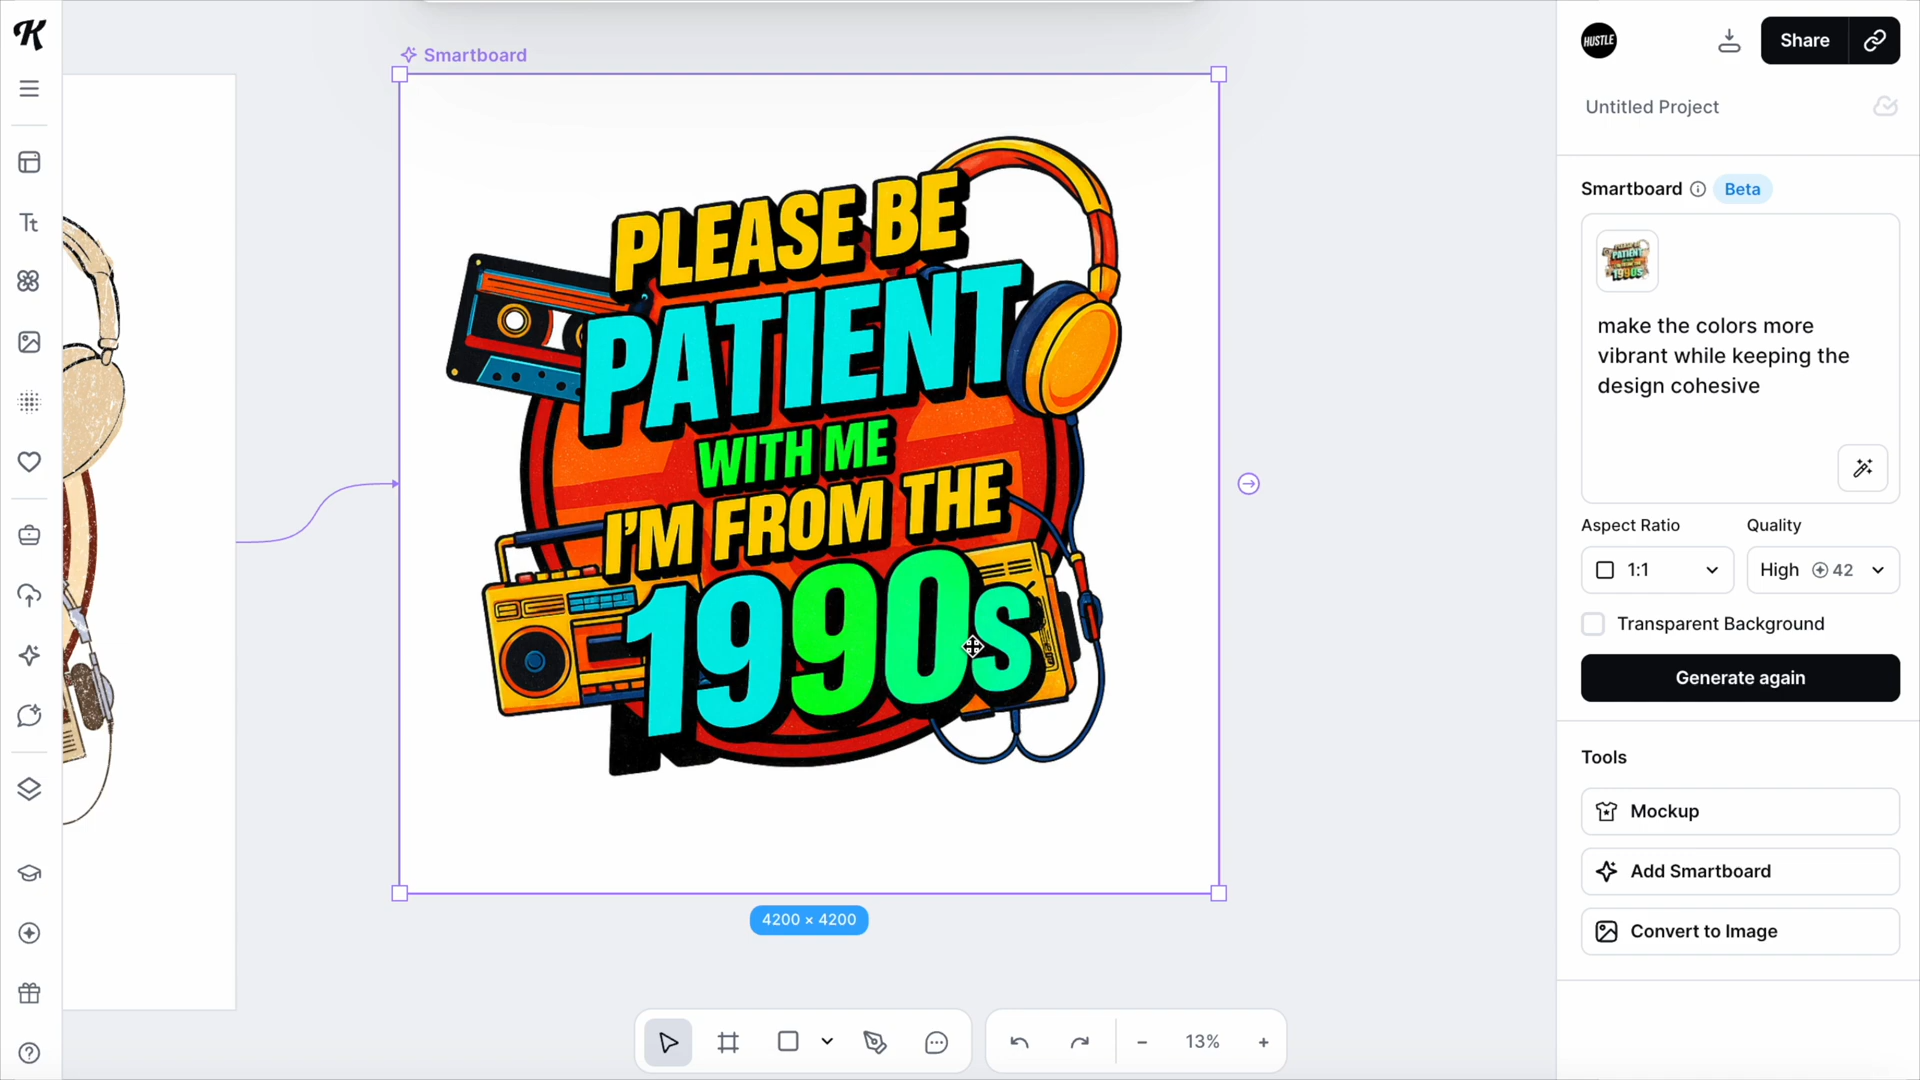 K
Smartboard
PLEASE BE
PATIENT
WITH ME
I'M FROM THE
1990s
4200 × 4200
13%
HUSTLE
Share
Untitled Project
Smartboard
Beta
make the colors more
vibrant while keeping the
design cohesive
Aspect Ratio
Quality
1:1
High
42
Transparent Background
Generate again
Tools
Mockup
Add Smartboard
Convert to Image
Tt